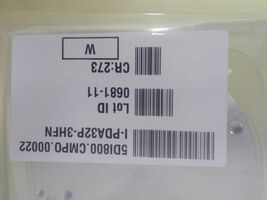 5DI800.CMP0.00022
I-PDA32P-3HFN
Lot ID
0681-11
CR:273
W